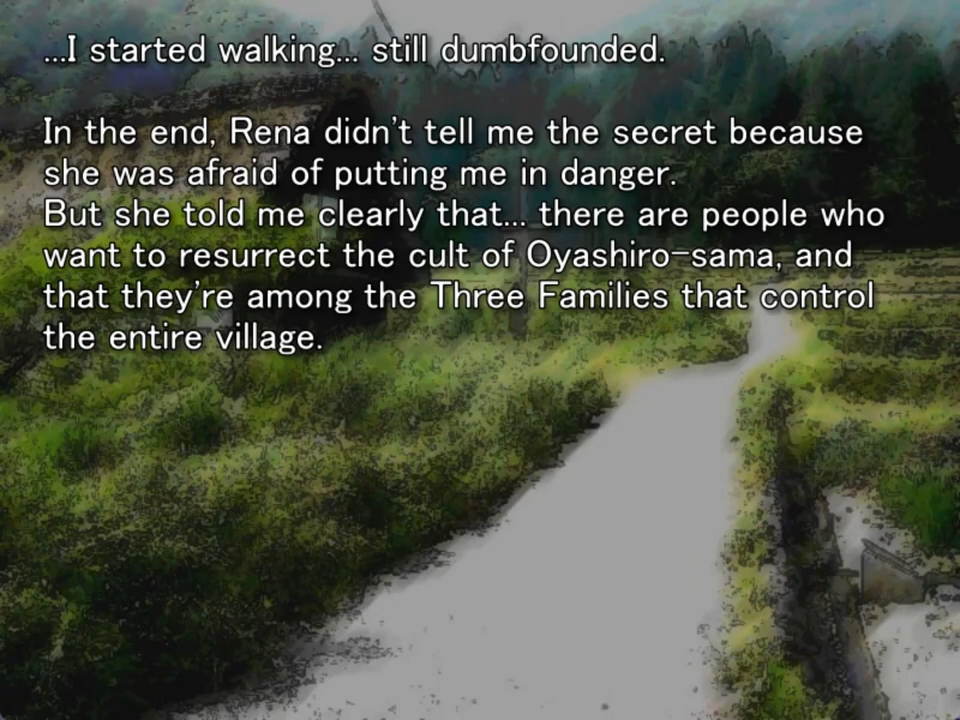 ...I started walking... still dumbfounded.
In the end, Rena didn't tell me the secret because
she was afraid of putting me in danger.
But she told me clearly that... there are people who
want to resurrect the cult of Oyashiro-sama, and
that they're among the Three Families that control
the entire village.